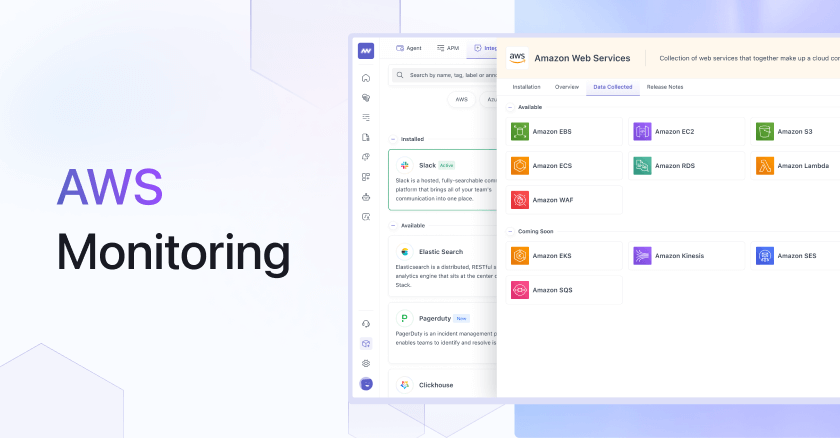 AWS
Monitoring
Agent
APM
Search by name, tag, label or
AWS
Installed
Slack
Active
Slack is a hosted, fully-searchable
platform that brings all of your team's
communication into one place.
Available
Elastic Search
Elasticsearch is a distributed, RESTful
analytics engine that sits at the center
Stack.
Pagerduty
New
PagerDuty is an incident management
enables teams to identify and resolve
Clickhouse
aws
Amazon Web Services
Collection of web services that together make up a cloud
Installation
Overview
Data Collected
Release Notes
Available
Amazon EBS
Amazon EC2
Amazon S3
Amazon ECS
Amazon RDS
Amazon Lambda
Amazon WAF
Coming Soon
Amazon EKS
Amazon Kinesis
Amazon SES
Amazon SQS